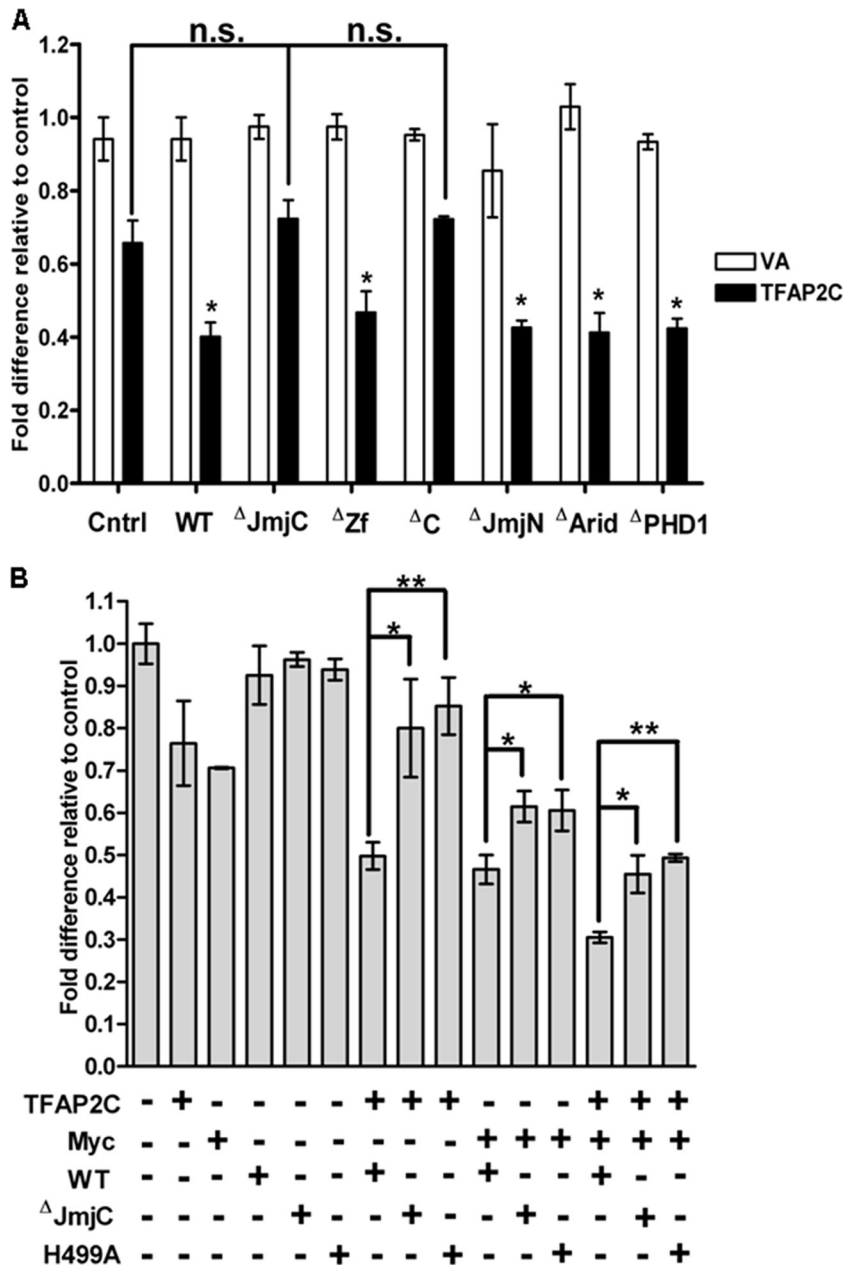 A
n.s. n.s.
Fold difference relative to control
1.2
1.0
0.8
0.6
0.4
0.2
0.0
* * * * *
VA
TFAP2C
Cntrl WT ΔJmjC ΔZf ΔC ΔJmjN ΔArid ΔPHD1
B
Fold difference relative to control
1.1
1.0
0.9
0.8
0.7
0.6
0.5
0.4
0.3
0.2
0.1
0.0
** * * * ** *
TFAP2C - + - - - - + + + - - - + + +
Myc - - + - - - - - - + + + + + +
WT - - - + - - + - - + - - + - -
ΔJmjC - - - - + - - + - - + - - + -
H499A - - - - - + - - + - - + - - +